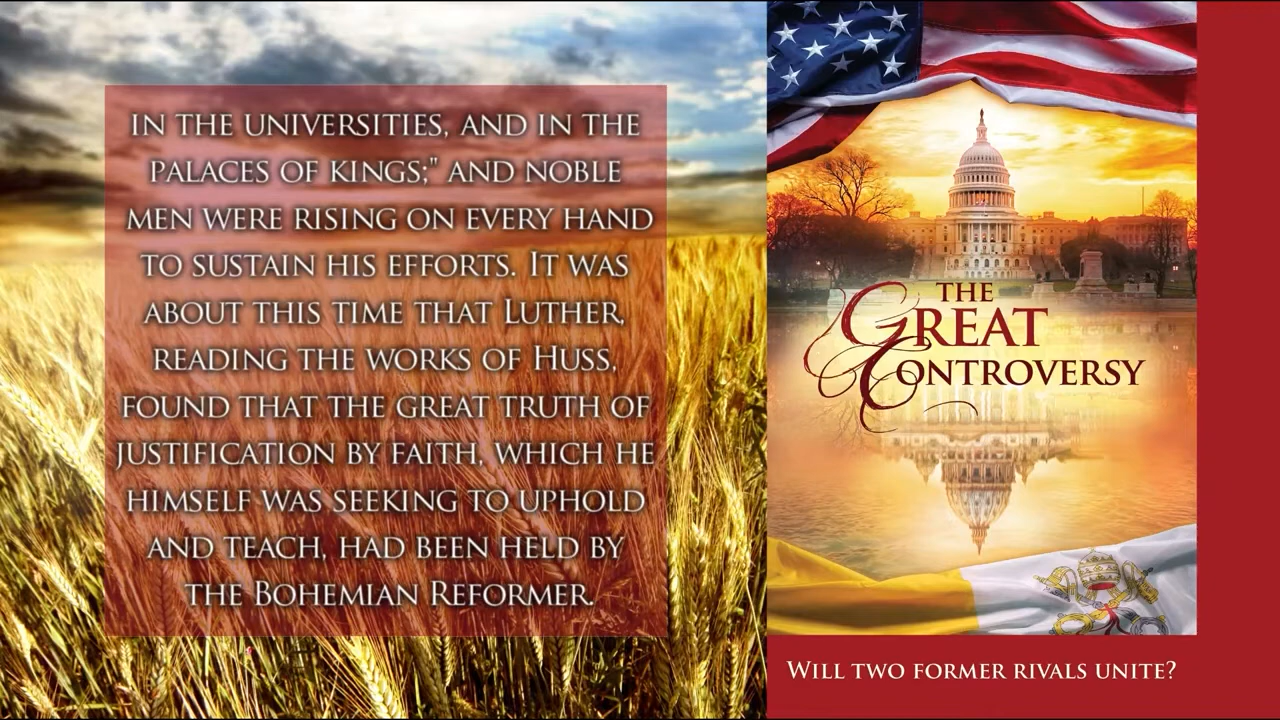 IN THE UNIVERSITIES, AND IN THE
PALACES OF KINGS;" AND NOBLE
MEN WERE RISING ON EVERY HAND
TO SUSTAIN HIS EFFORTS. IT WAS
ABOUT THIS TIME THAT LUTHER,
READING THE WORKS OF HUSS,
FOUND THAT THE GREAT TRUTH OF
JUSTIFICATION BY FAITH, WHICH HE
HIMSELF WAS SEEKING TO UPHOLD
AND TEACH, HAD BEEN HELD BY
THE BOHEMIAN REFORMER.
THE
GREAT
CONTROVERSY
WILL TWO FORMER RIVALS UNITE?